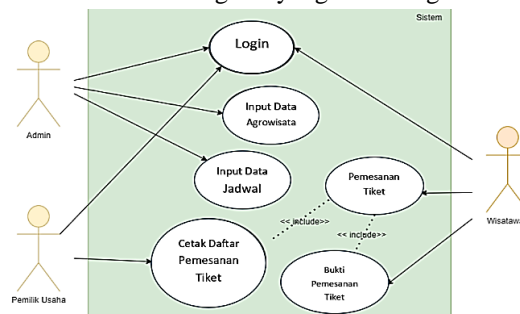 Sistem
Login
Admin
Input Data
Agrowisata
Input Data
Jadwal
Pemesanan
Tiket
<< include>>
<< include>>
Cetak Daftar
Pemesanan
Tiket
Bukti
Pemesanan
Tiket
Pemilik Usaha
Wisatawa